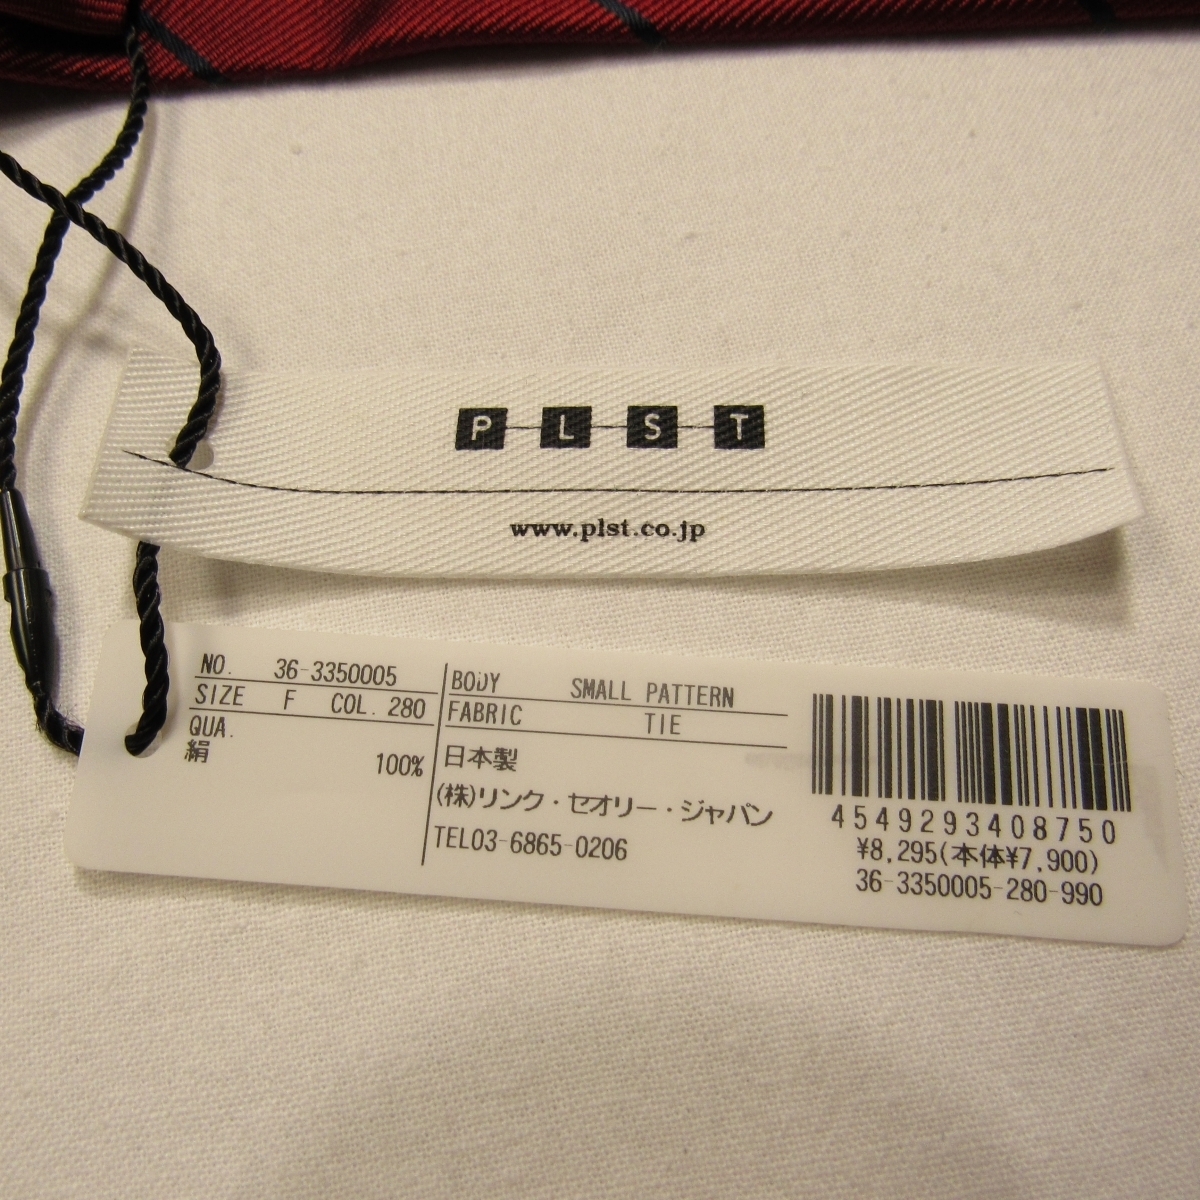 P L S T
www.plst.co.jp
NO. 36-3350005
SIZE F COL. 280
QUA.
絹
100%
BODY SMALL PATTERN
FABRIC TIE
日本製
(株)リンク・セオリー・ジャパン
TEL03-6865-0206
4549293408750
¥8,295(本体¥7,900)
36-3350005-280-990